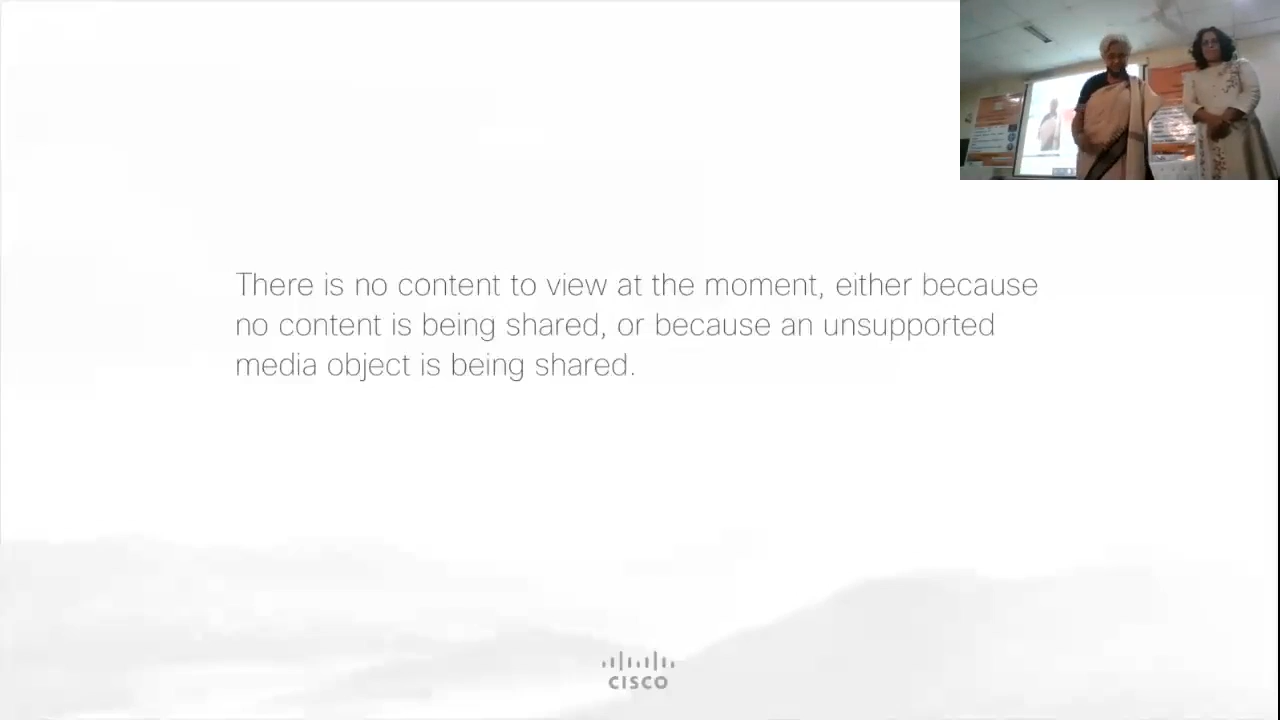 There is no content to view at the moment, either because
no content is being shared, or because an unsupported
media object is being shared.
CISCO